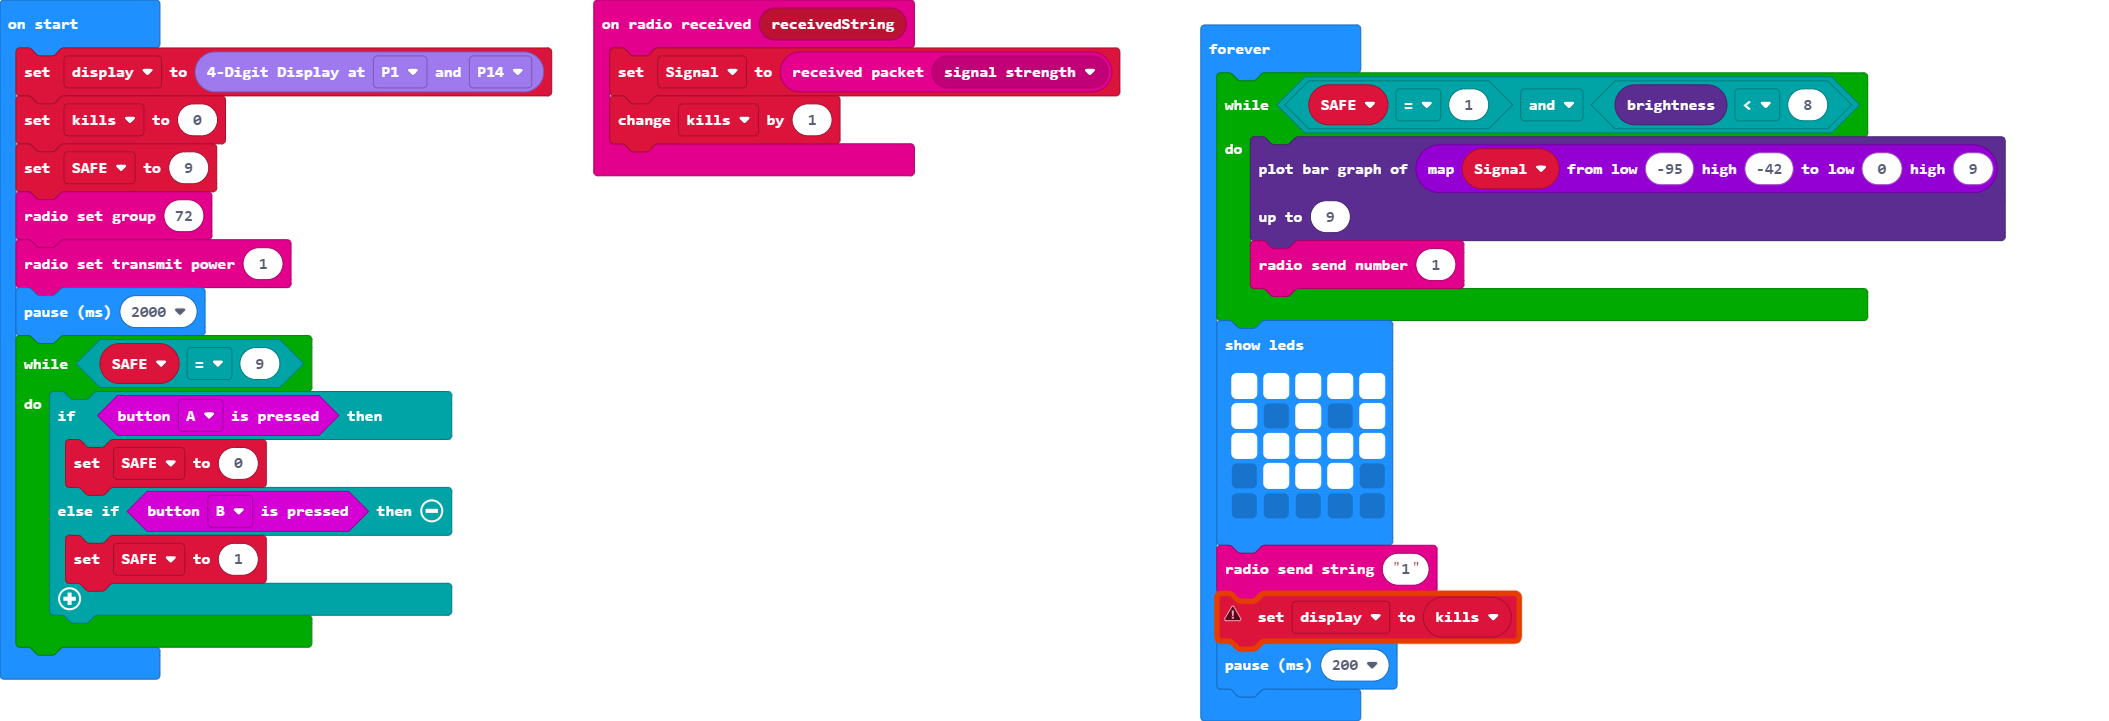 on start
set display to 4-Digit Display at P1 and P14
set kills to 0
set SAFE to 9
radio set group 72
radio set transmit power 1
pause (ms) 2000
while SAFE = 9
do if button A is pressed then
set SAFE to 0
else if button B is pressed then
set SAFE to 1
on radio received receivedString
set Signal to received packet signal strength
change kills by 1
forever
while SAFE = 1 and brightness < 8
do plot bar graph of map Signal from low -95 high -42 to low 0 high 9
up to 9
radio send number 1
show leds
radio send string "1"
set display to kills
pause (ms) 200